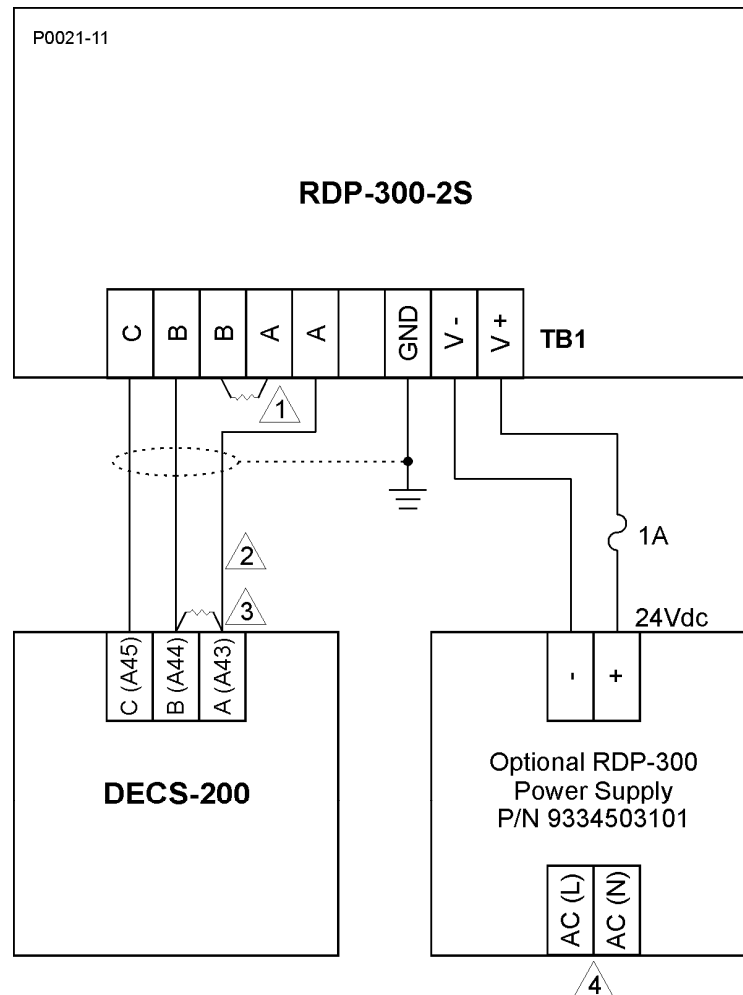 P0021-11
RDP-300-2S
C B B A A GND V - V + TB1
1
1A
2
3
24Vdc
C (A45) B (A44) A (A43)
- +
DECS-200
Optional RDP-300
Power Supply
P/N 9334503101
AC (L) AC (N)
4